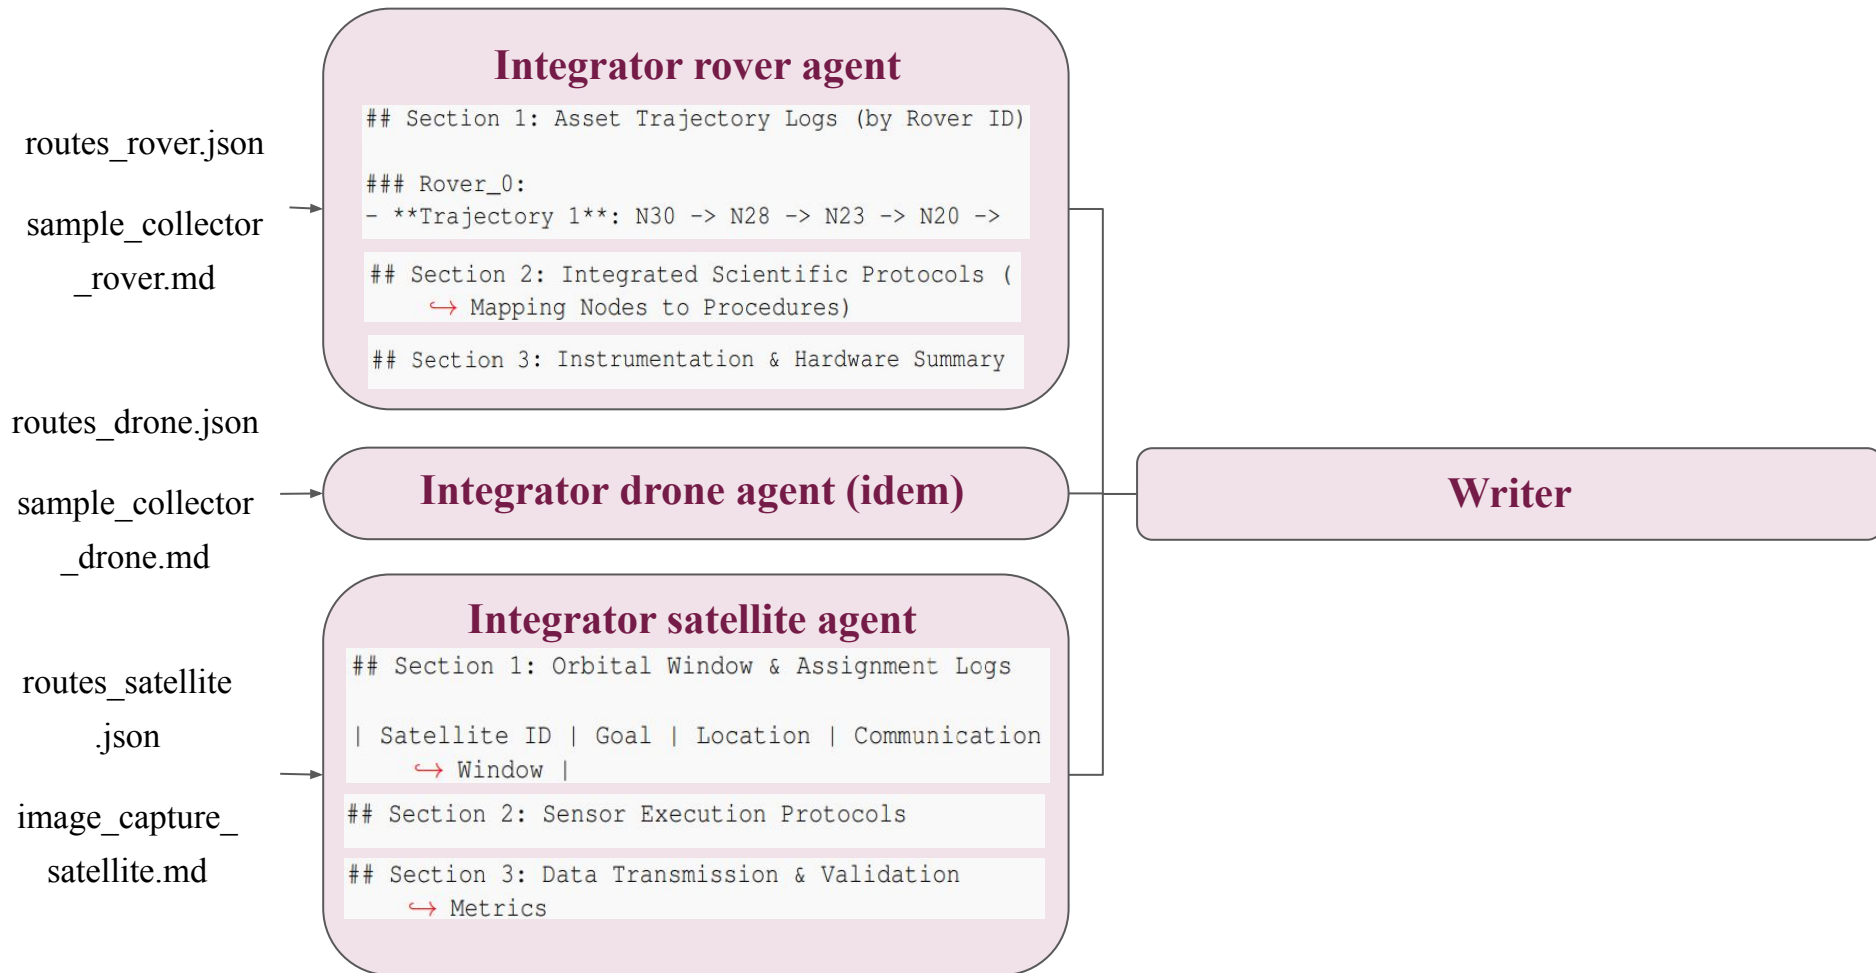 Integrator rover agent
routes_rover.json
sample_collector
_rover.md
## Section 1: Asset Trajectory Logs (by Rover ID)
### Rover_0:
- **Trajectory 1**: N30 -> N28 -> N23 -> N20 ->
## Section 2: Integrated Scientific Protocols (
↪ Mapping Nodes to Procedures)
## Section 3: Instrumentation & Hardware Summary
routes_drone.json
sample_collector
_drone.md
Integrator drone agent (idem)
Writer
routes_satellite
.json
image_capture_
satellite.md
Integrator satellite agent
## Section 1: Orbital Window & Assignment Logs
| Satellite ID | Goal | Location | Communication
↪ Window |
## Section 2: Sensor Execution Protocols
## Section 3: Data Transmission & Validation
↪ Metrics